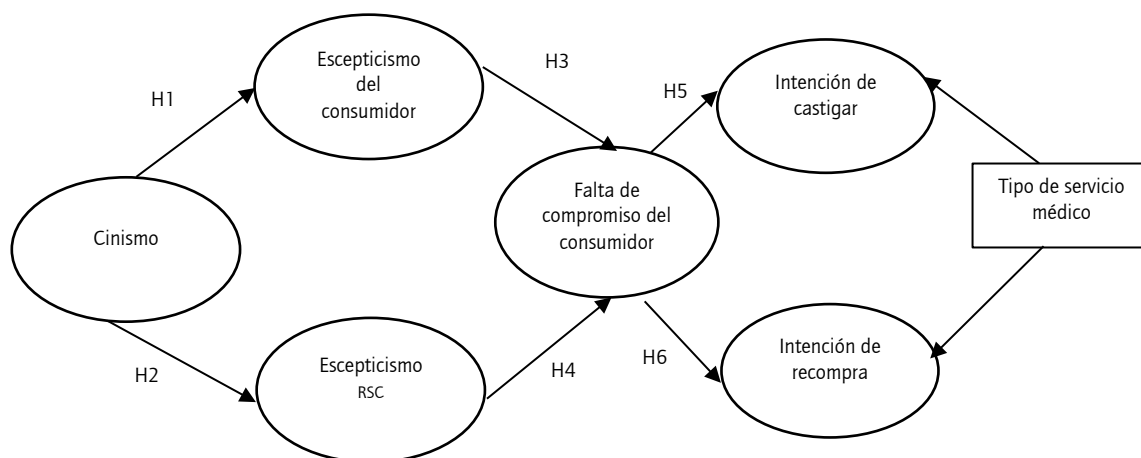 Escepticismo
del
consumidor
H3
H1
H5
Intención de
castigar
Cinismo
Falta de
compromiso del
consumidor
Tipo de servicio
médico
H2
Escepticismo
RSC
H4
H6
Intención de
recompra